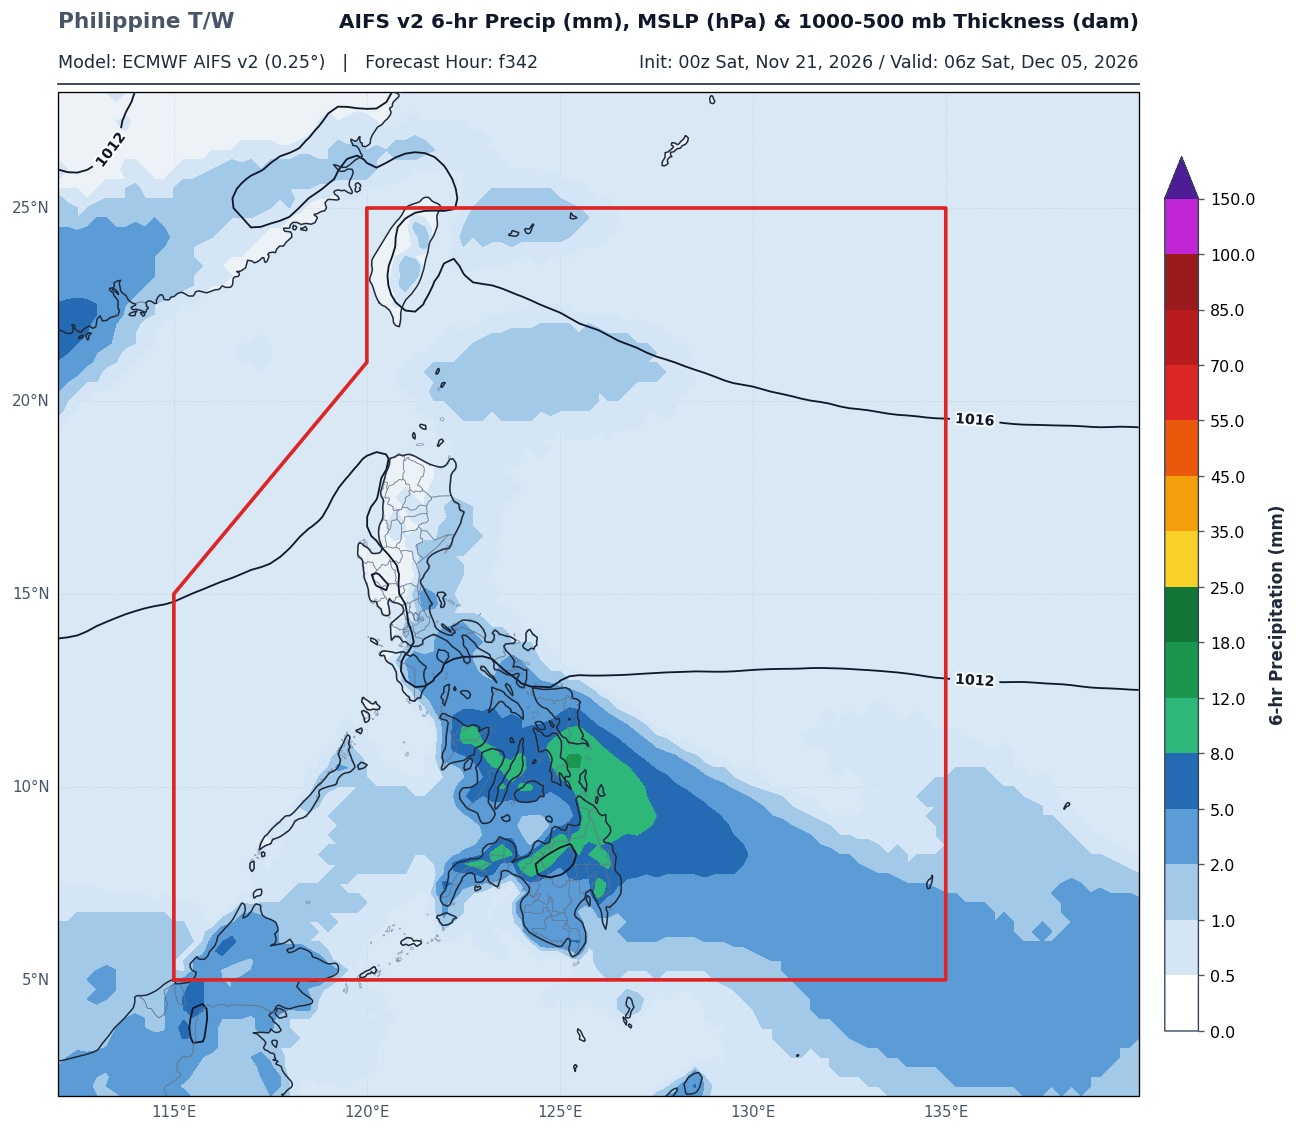 Philippine T/W
AIFS v2 6-hr Precip (mm), MSLP (hPa) & 1000-500 mb Thickness (dam)
Model: ECMWF AIFS v2 (0.25°)   |   Forecast Hour: f342
Init: 00z Sat, Nov 21, 2026 / Valid: 06z Sat, Dec 05, 2026
1012
25°N
20°N
15°N
10°N
5°N
1016
1012
115°E
120°E
125°E
130°E
135°E
150.0
100.0
85.0
70.0
55.0
45.0
35.0
25.0
18.0
12.0
8.0
5.0
2.0
1.0
0.5
0.0
6-hr Precipitation (mm)